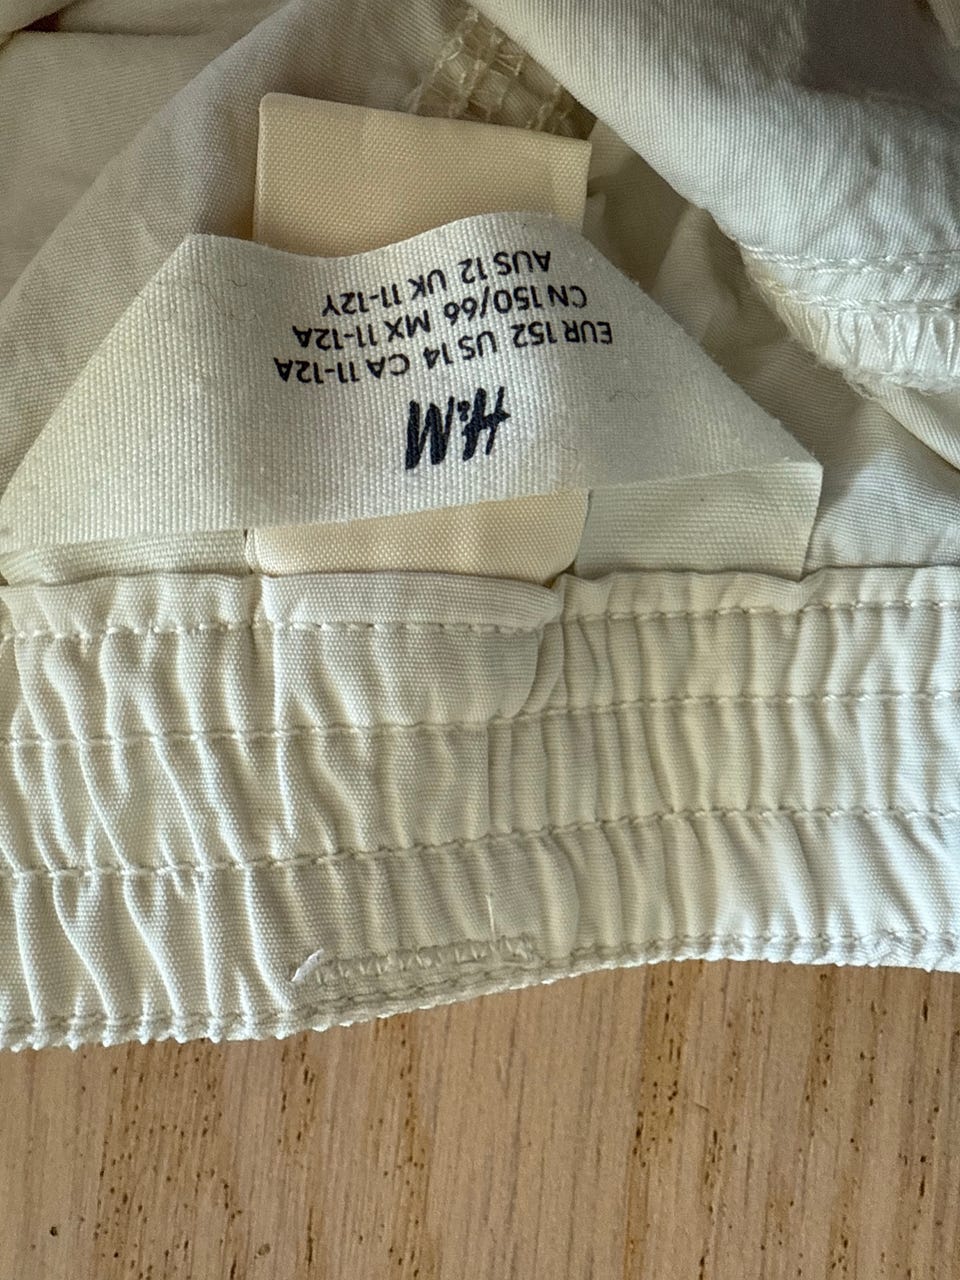 H&M
EUR 152 US 14 CA 11-12A
CN 150/66 MX 11-12A
AUS 12 UK 11-12Y